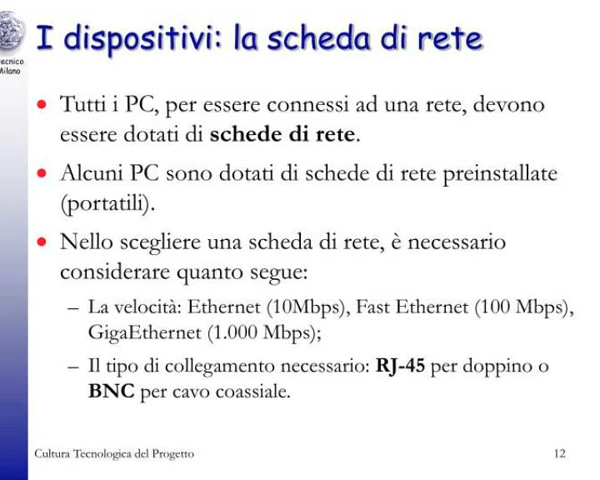 I dispositivi: la scheda di rete
ecnico
Milano
• Tutti i PC, per essere connessi ad una rete, devono
essere dotati di schede di rete.
• Alcuni PC sono dotati di schede di rete preinstallate
(portatili).
• Nello scegliere una scheda di rete, è necessario
considerare quanto segue:
– La velocità: Ethernet (10Mbps), Fast Ethernet (100 Mbps),
GigaEthernet (1.000 Mbps);
– Il tipo di collegamento necessario: RJ-45 per doppino o
BNC per cavo coassiale.
Cultura Tecnologica del Progetto
12